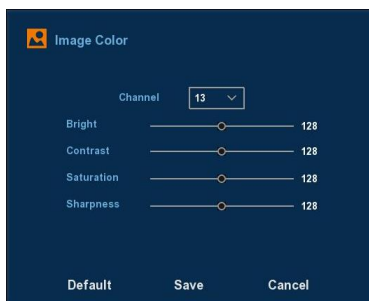 Image Color
Channel 13
Bright 128
Contrast 128
Saturation 128
Sharpness 128
Default Save Cancel